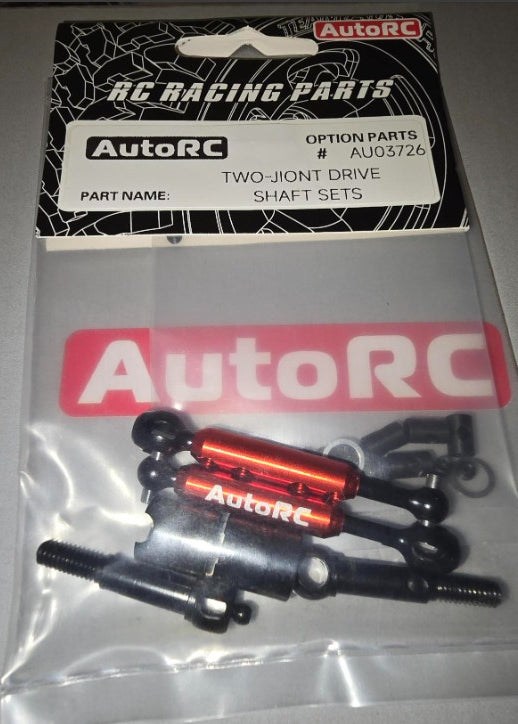 AutoRC
RC RACING PARTS
AutoRC
OPTION PARTS
# AU03726
PART NAME:
TWO-JIONT DRIVE
SHAFT SETS
AutoRC
AutoRC